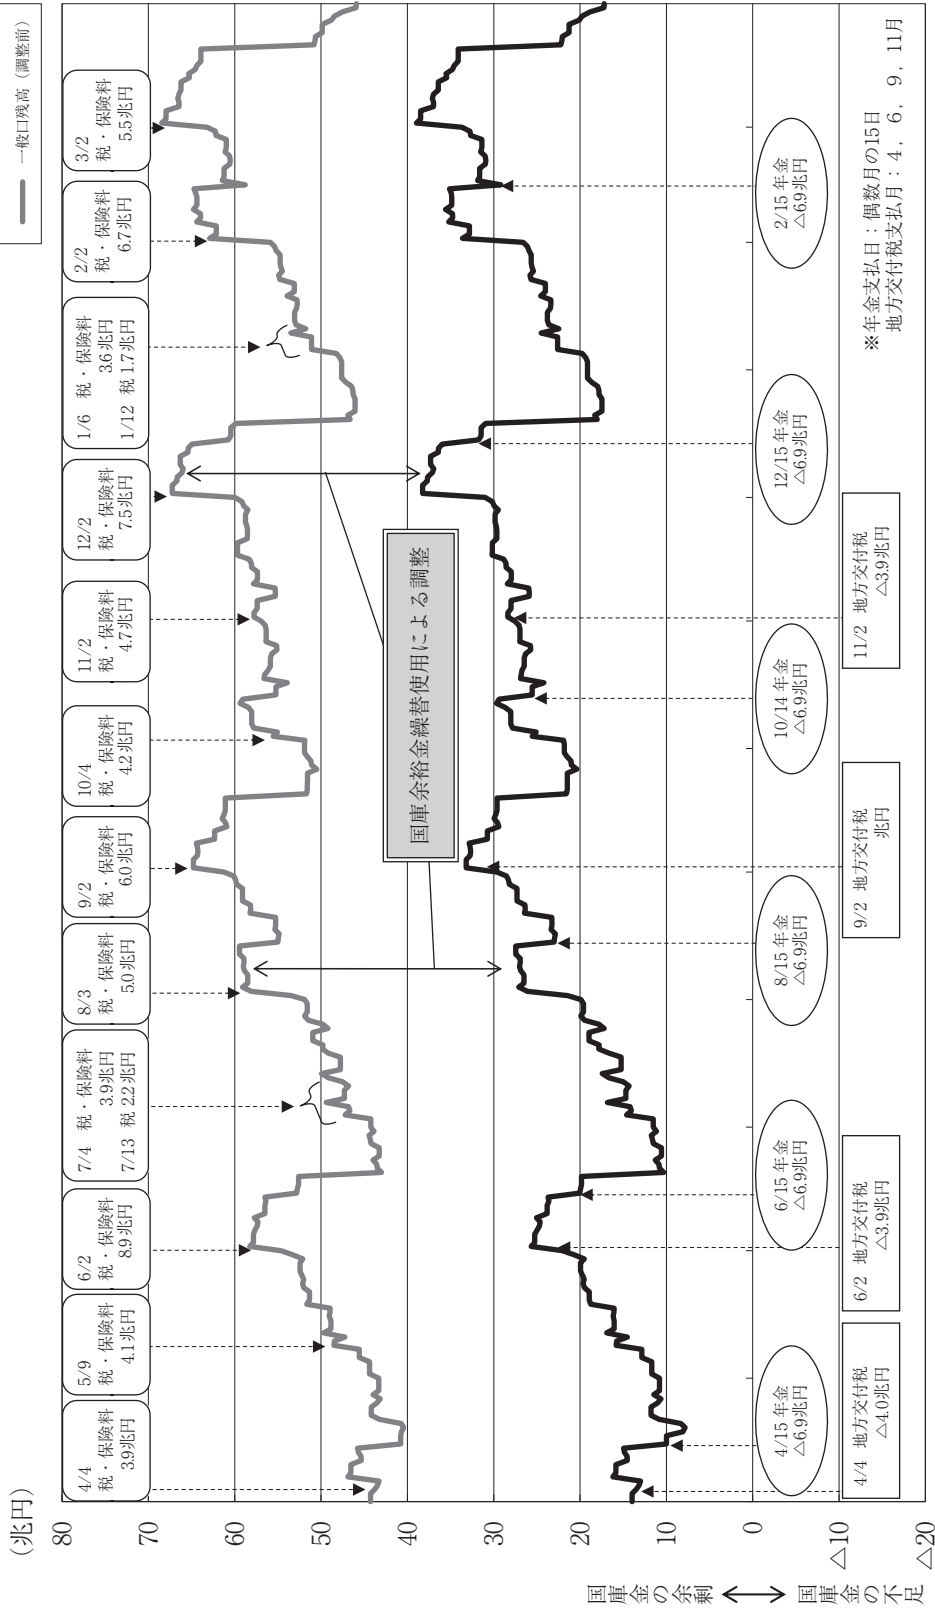 (兆円)
一般口残高(調整前)
4/4
税・保険料
3.9兆円
5/9
税・保険料
4.1兆円
6/2
税・保険料
8.9兆円
7/4 税・保険料
3.9兆円
7/13 税 2.2兆円
8/3
税・保険料
5.0兆円
9/2
税・保険料
6.0兆円
10/4
税・保険料
4.2兆円
11/2
税・保険料
4.7兆円
12/2
税・保険料
7.5兆円
1/6 税・保険料
3.6兆円
1/12 税 1.7兆円
2/2
税・保険料
6.7兆円
3/2
税・保険料
5.5兆円
80
70
60
50
40
30
20
10
0
△10
△20
国庫金の余剰
国庫金の不足
国庫余裕金繰替使用による調整
4/15 年金
△6.9兆円
6/15 年金
△6.9兆円
8/15 年金
△6.9兆円
10/14 年金
△6.9兆円
12/15 年金
△6.9兆円
2/15 年金
△6.9兆円
4/4 地方交付税
△4.0兆円
6/2 地方交付税
△3.9兆円
9/2 地方交付税
兆円
11/2 地方交付税
△3.9兆円
※年金支払日:偶数月の15日
地方交付税支払月:4,6,9,11月